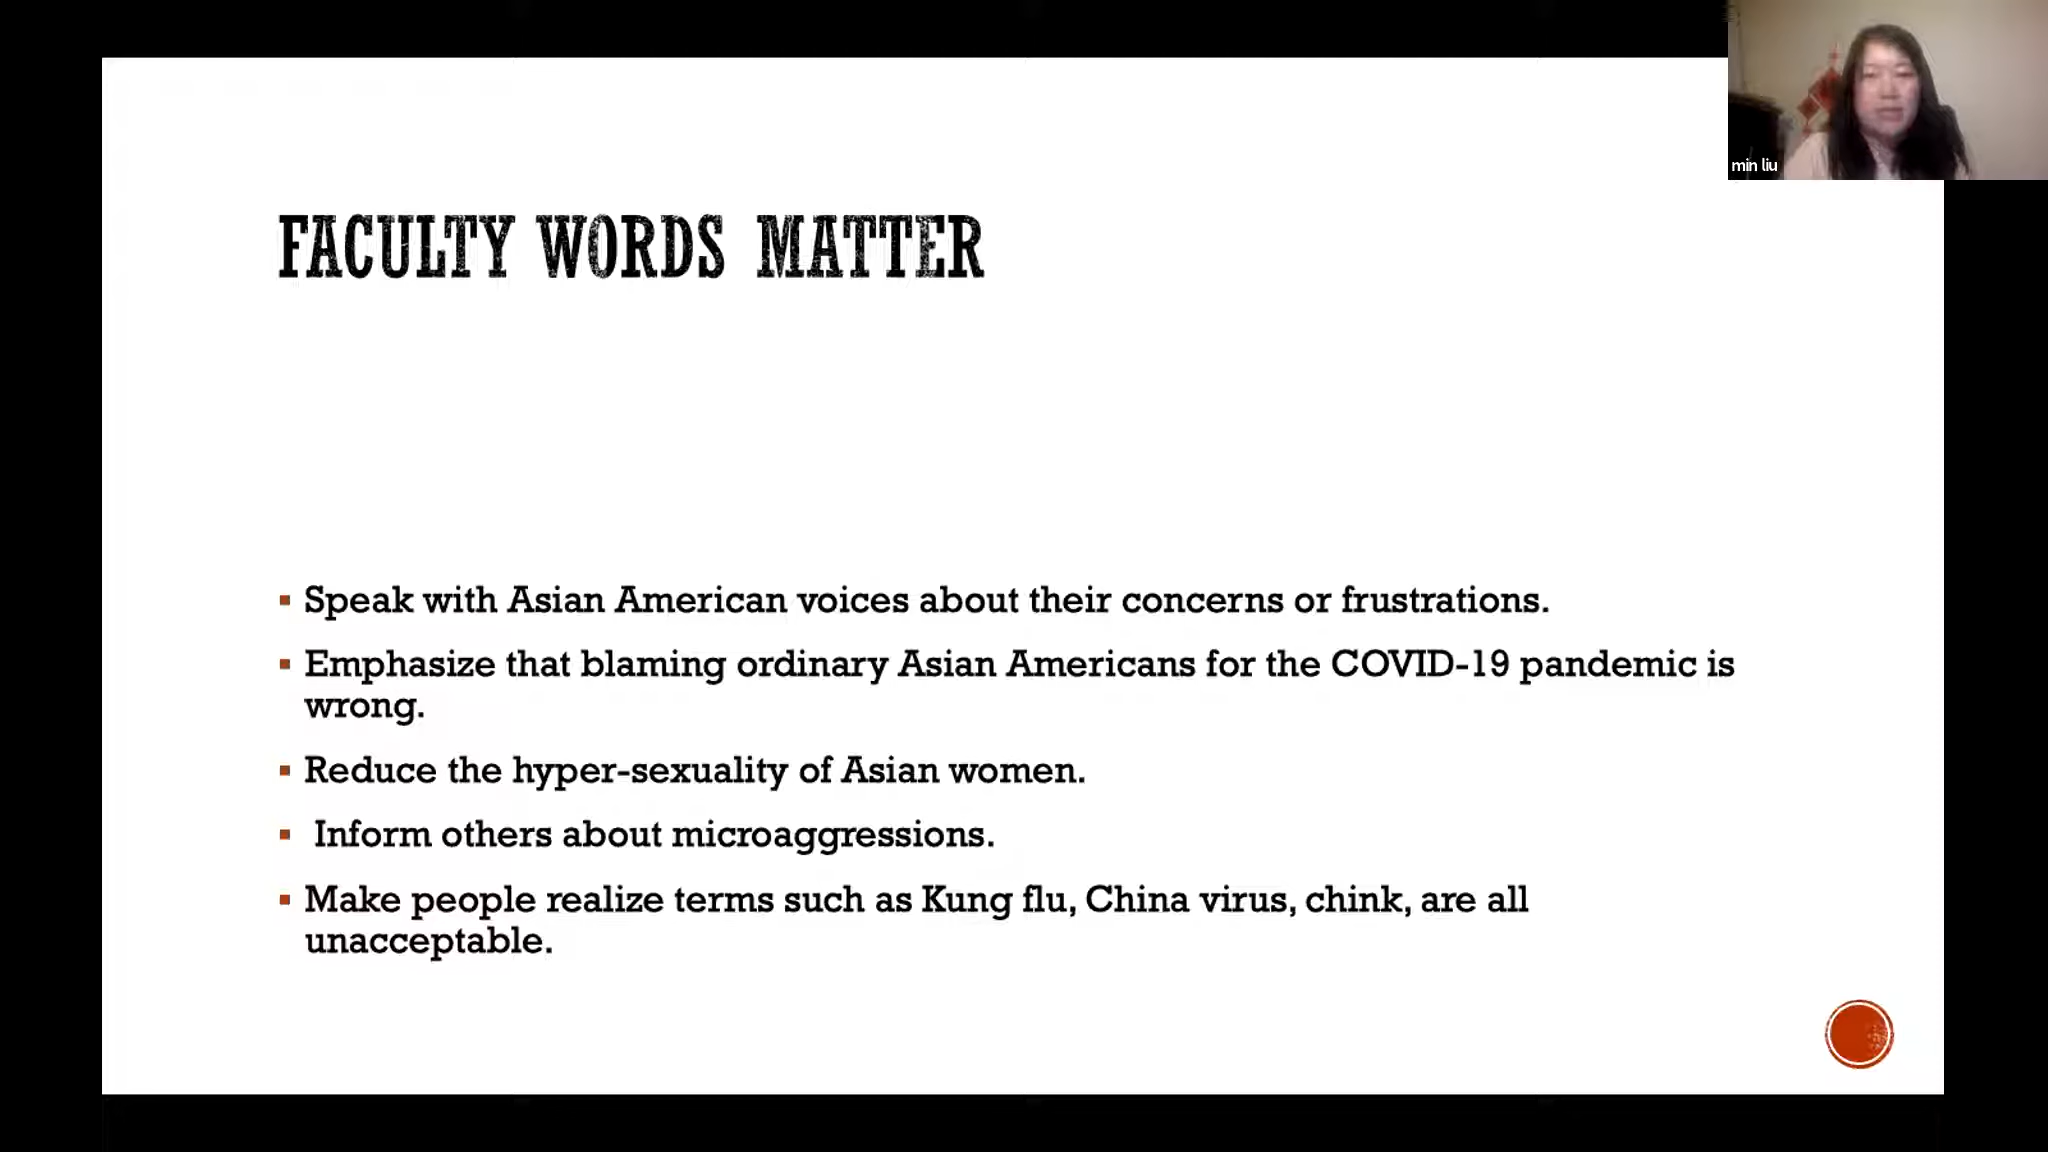 min liu
FACULTY WORDS MATTER
▪ Speak with Asian American voices about their concerns or frustrations.
▪ Emphasize that blaming ordinary Asian Americans for the COVID-19 pandemic is
wrong.
▪ Reduce the hyper-sexuality of Asian women.
▪ Inform others about microaggressions.
▪ Make people realize terms such as Kung flu, China virus, chink, are all
unacceptable.